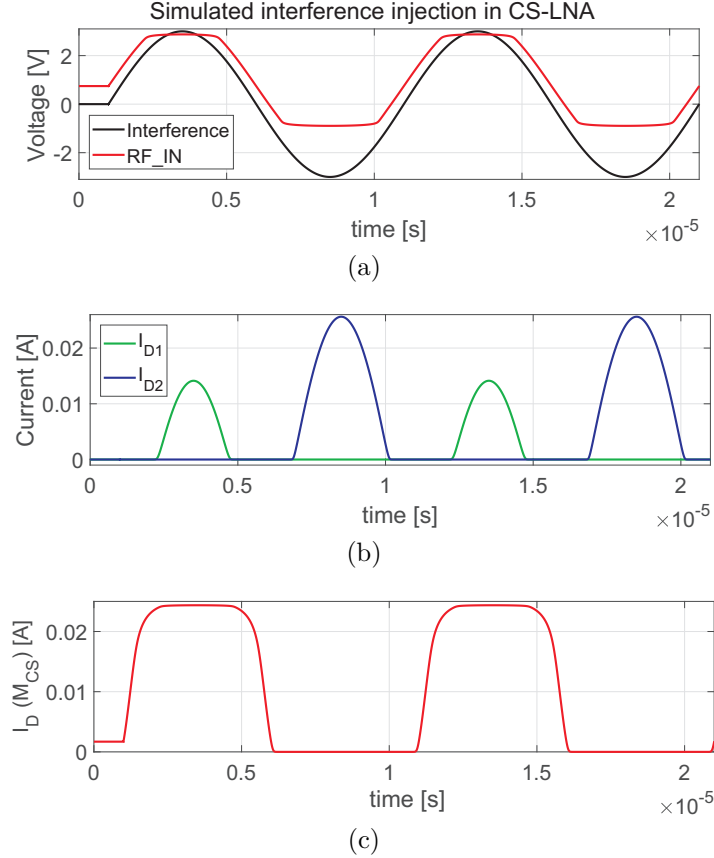 Simulated interference injection in CS-LNA
Voltage [V]
2
0
-2
Interference
RF_IN
0 0.5 1 1.5 2
time [s]
×10-5
(a)
Current [A]
0.02
0.01
0
I_D1
I_D2
0 0.5 1 1.5 2
time [s]
×10-5
(b)
I_D (M_CS) [A]
0.02
0.01
0
0 0.5 1 1.5 2
time [s]
×10-5
(c)